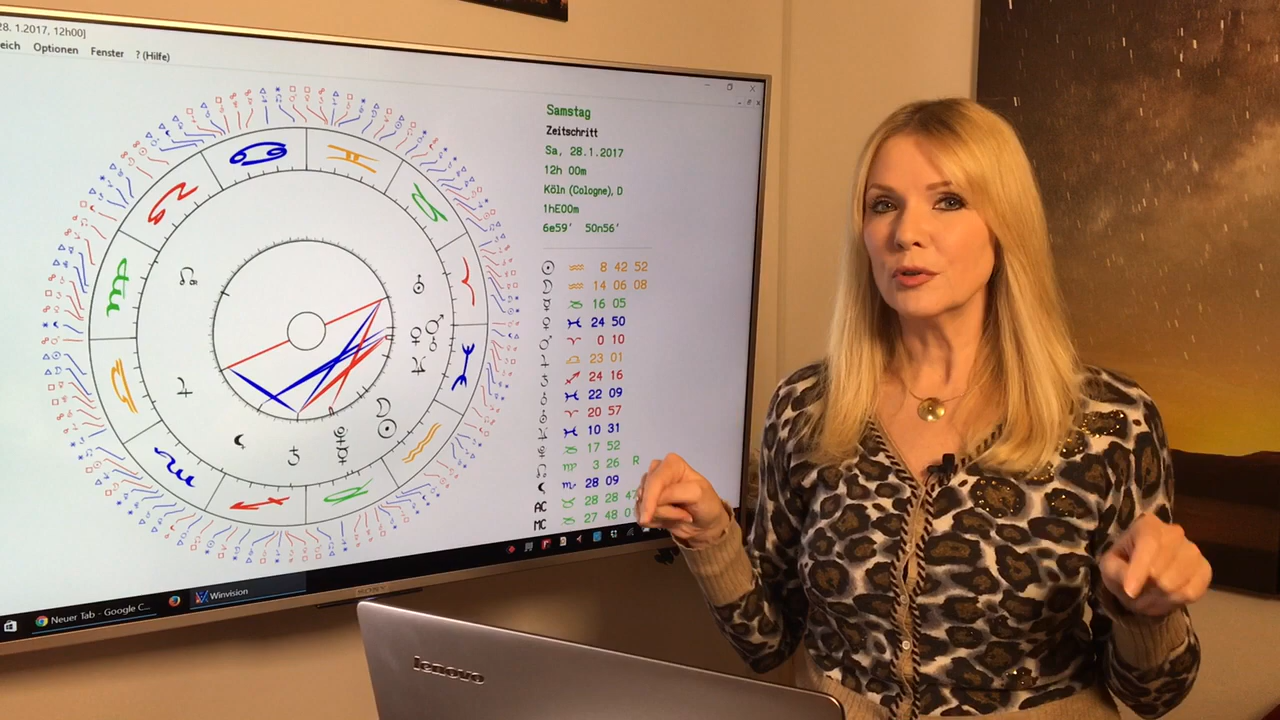 28. 1.2017, 12h00]
eich Optionen Fenster ? (Hilfe)
Samstag
Zeitschritt
Sa, 28.1.2017
12h 00m
Köln (Cologne), D
1hE00m
6e59' 50n56'
☉ ♒ 8 42 52
☽ ♒ 14 06 08
☿ ♑ 16 05
♀ ♓ 24 50
♂ ♈ 0 10
♃ ♎ 23 01
♄ ♐ 24 16
⚷ ♓ 22 09
♅ ♈ 20 57
♆ ♓ 10 31
♑ 17 52
☊ ♍ 3 26 R
⚸ ♏ 28 09
AC ♉ 28 28 47
MC ♑ 27 48
Neuer Tab - Google C...
Winvision
SONY
lenovo